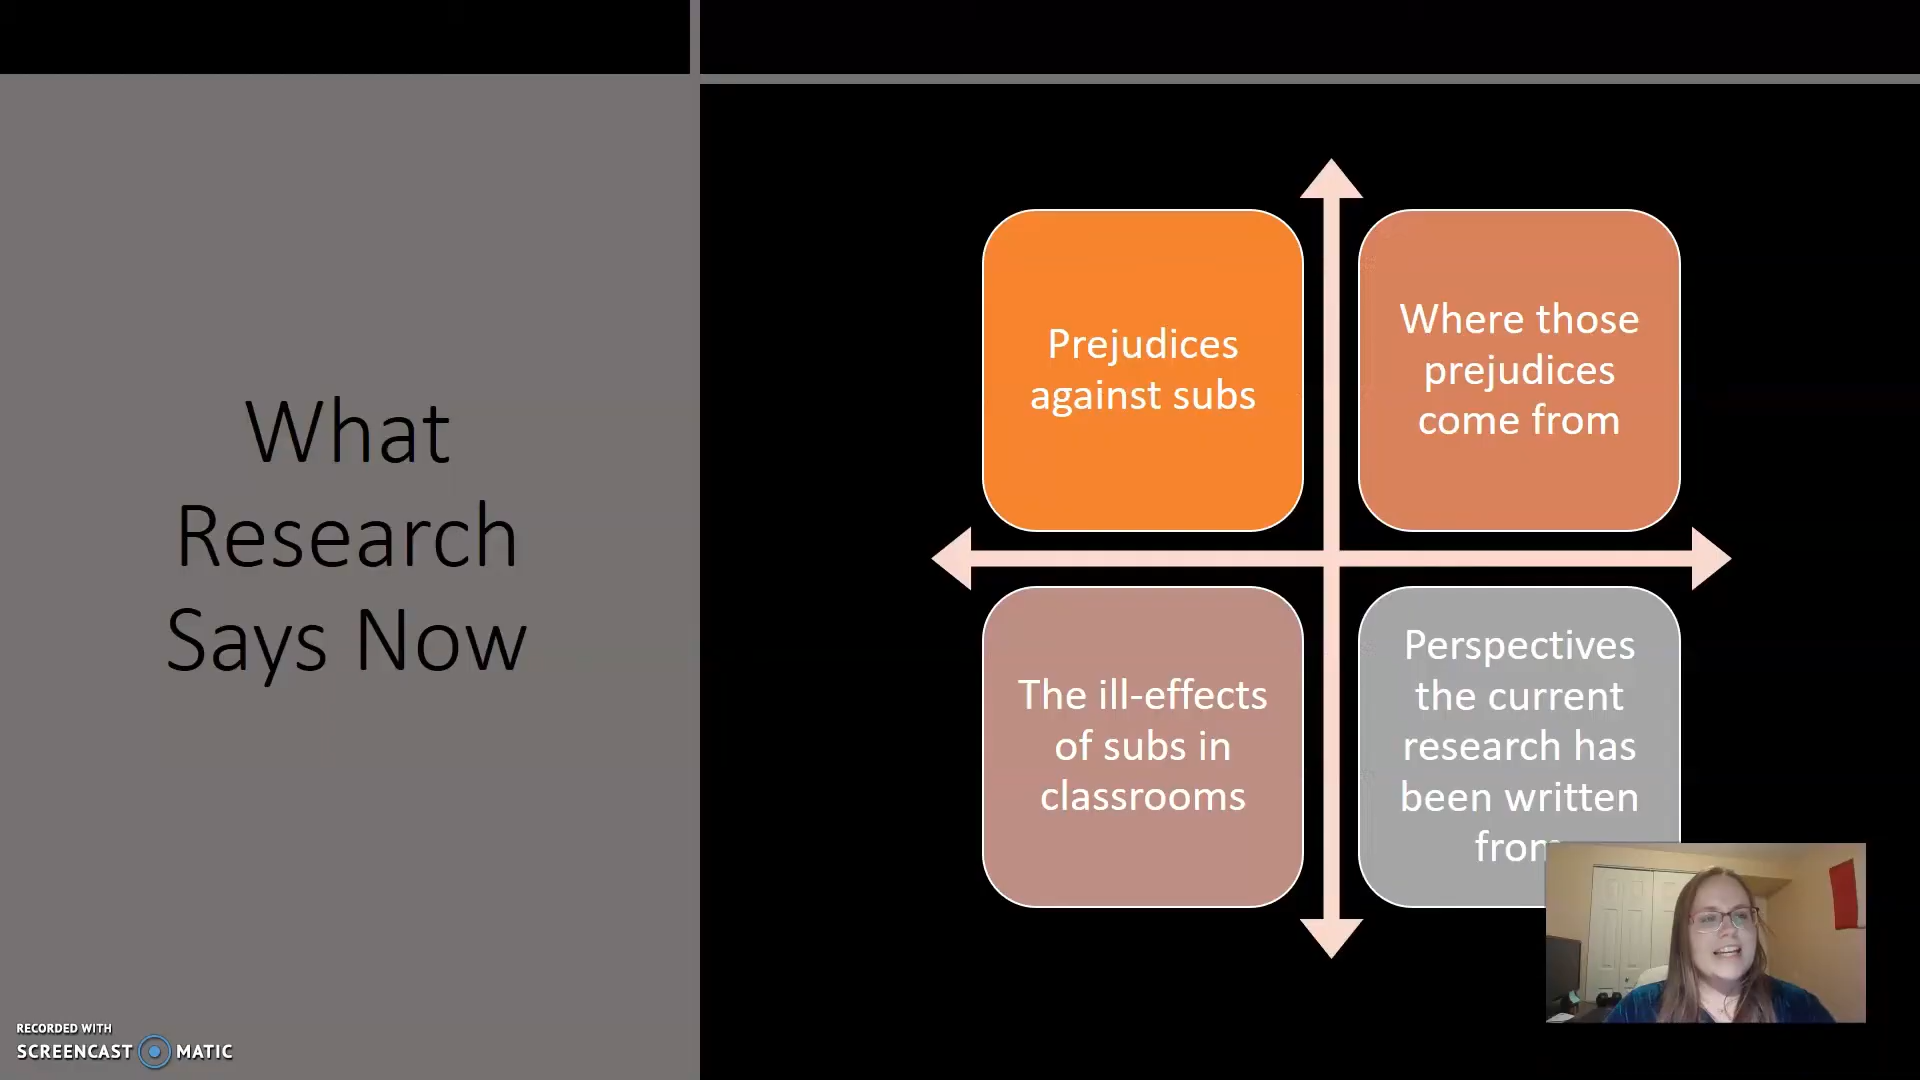 What
Research
Says Now
Prejudices
against subs
Where those
prejudices
come from
The ill-effects
of subs in
classrooms
Perspectives
the current
research has
been written
from
RECORDED WITH
SCREENCAST MATIC